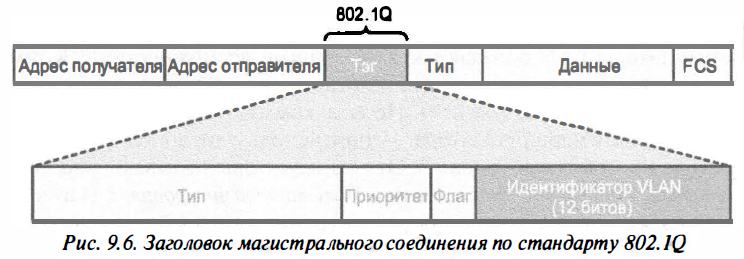 802.1Q
Адрес получателя Адрес отправителя Тэг Тип Данные FCS
Тип Приоритет Флаг Идентификатор VLAN
(12 битов)
Рис. 9.6. Заголовок магистрального соединения по стандарту 802.1Q